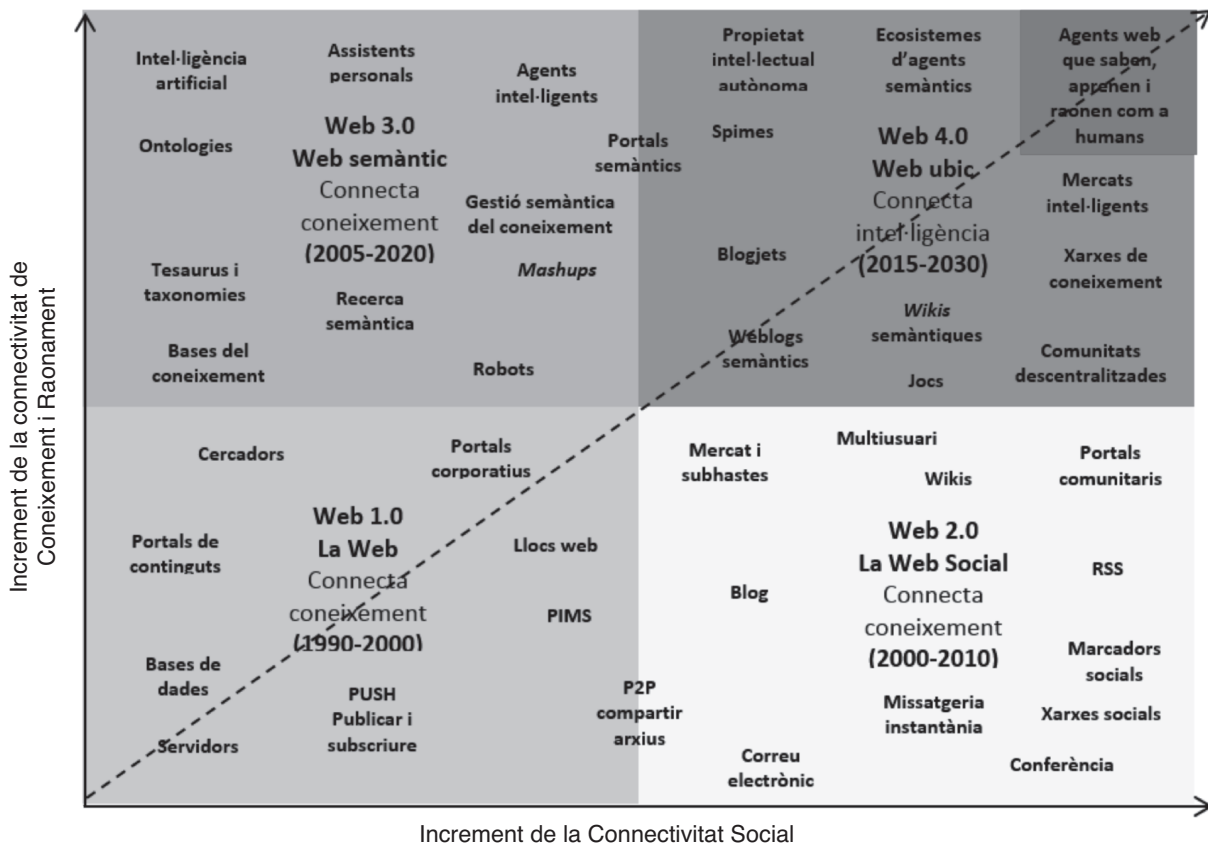 Increment de la connectivitat de
Coneixement i Raonament
Intel·ligència
artificial
Assistents
personals
Agents
intel·ligents
Ontologies
Web 3.0
Web semàntic
Connecta
coneixement
(2005-2020)
Portals
semàntics
Gestió semàntica
del coneixement
Mashups
Tesaurus i
taxonomies
Recerca
semàntica
Bases del
coneixement
Robots
Propietat
intel·lectual
autònoma
Ecosistemes
d'agents
semàntics
Agents web
que saben,
aprenen i
raonen com a
humans
Spimes
Web 4.0
Web ubic
Connecta
intel·ligència
(2015-2030)
Mercats
intel·ligents
Blogjets
Xarxes de
coneixement
Wikis
semàntiques
Weblogs
semàntics
Jocs
Comunitats
descentralitzades
Cercadors
Portals
corporatius
Web 1.0
La Web
Connecta
coneixement
(1990-2000)
Portals de
continguts
Llocs web
PIMS
Bases de
dades
PUSH
Publicar i
subscriure
Servidors
P2P
compartir
arxius
Mercat i
subhastes
Multiusuari
Wikis
Portals
comunitaris
Web 2.0
La Web Social
Connecta
coneixement
(2000-2010)
Blog
RSS
Marcadors
socials
Missatgeria
instantània
Xarxes socials
Correu
electrònic
Conferència
Increment de la Connectivitat Social